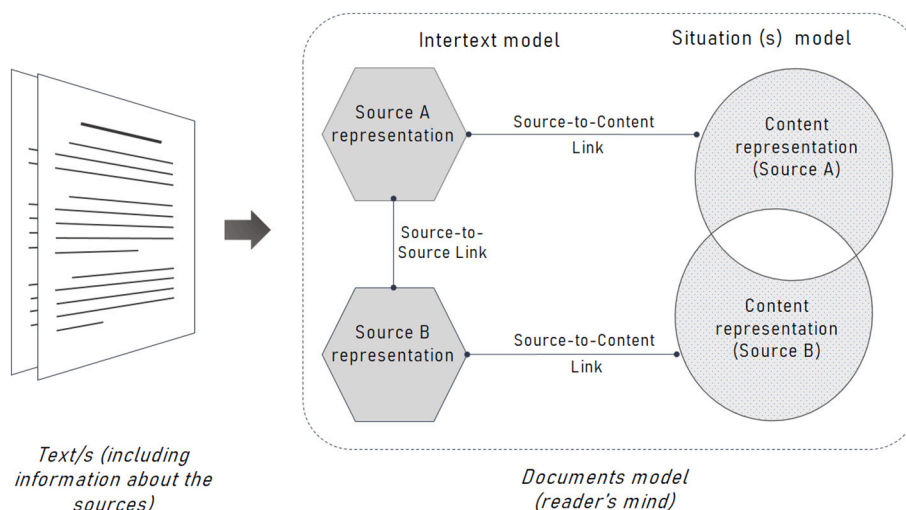 Intertext model
Situation (s) model
Source A
representation
Source-to-Content
Link
Content
representation
(Source A)
Source-to-
Source Link
Source B
representation
Source-to-Content
Link
Content
representation
(Source B)
Text/s (including
information about the
sources)
Documents model
(reader's mind)